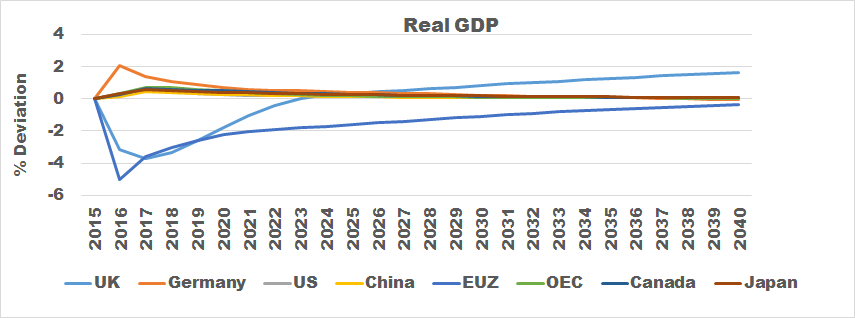 Real GDP
% Deviation
4
2
0
-2
-4
-6
2015 2016 2017 2018 2019 2020 2021 2022 2023 2024 2025 2026 2027 2028 2029 2030 2031 2032 2033 2034 2035 2036 2037 2038 2039 2040
UK Germany US China EUZ OEC Canada Japan